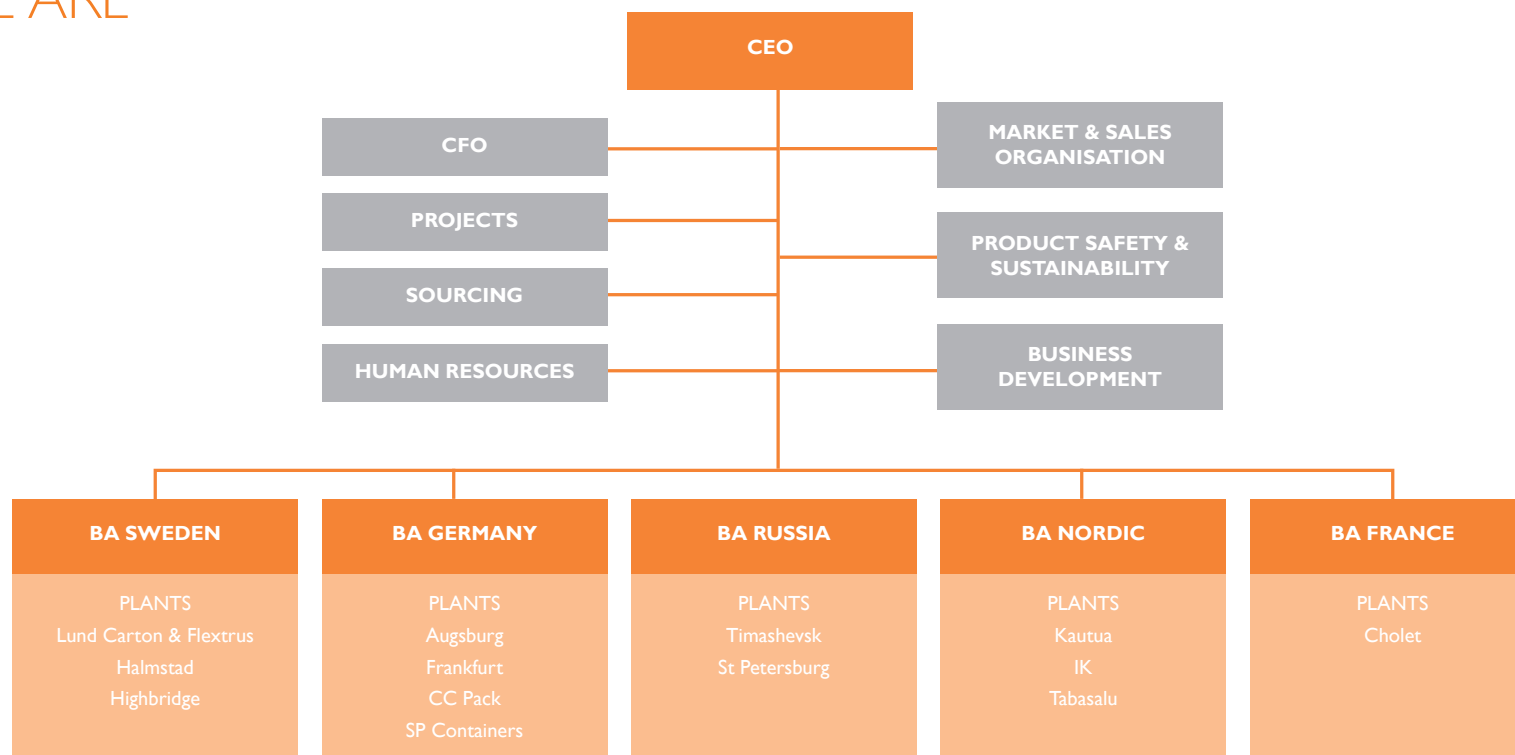 E ARE
CEO
CFO
PROJECTS
SOURCING
HUMAN RESOURCES
MARKET & SALES
ORGANISATION
PRODUCT SAFETY &
SUSTAINABILITY
BUSINESS
DEVELOPMENT
BA SWEDEN
PLANTS
Lund Carton & Flextrus
Halmstad
Highbridge
BA GERMANY
PLANTS
Augsburg
Frankfurt
CC Pack
SP Containers
BA RUSSIA
PLANTS
Timashevsk
St Petersburg
BA NORDIC
PLANTS
Kautua
IK
Tabasalu
BA FRANCE
PLANTS
Cholet